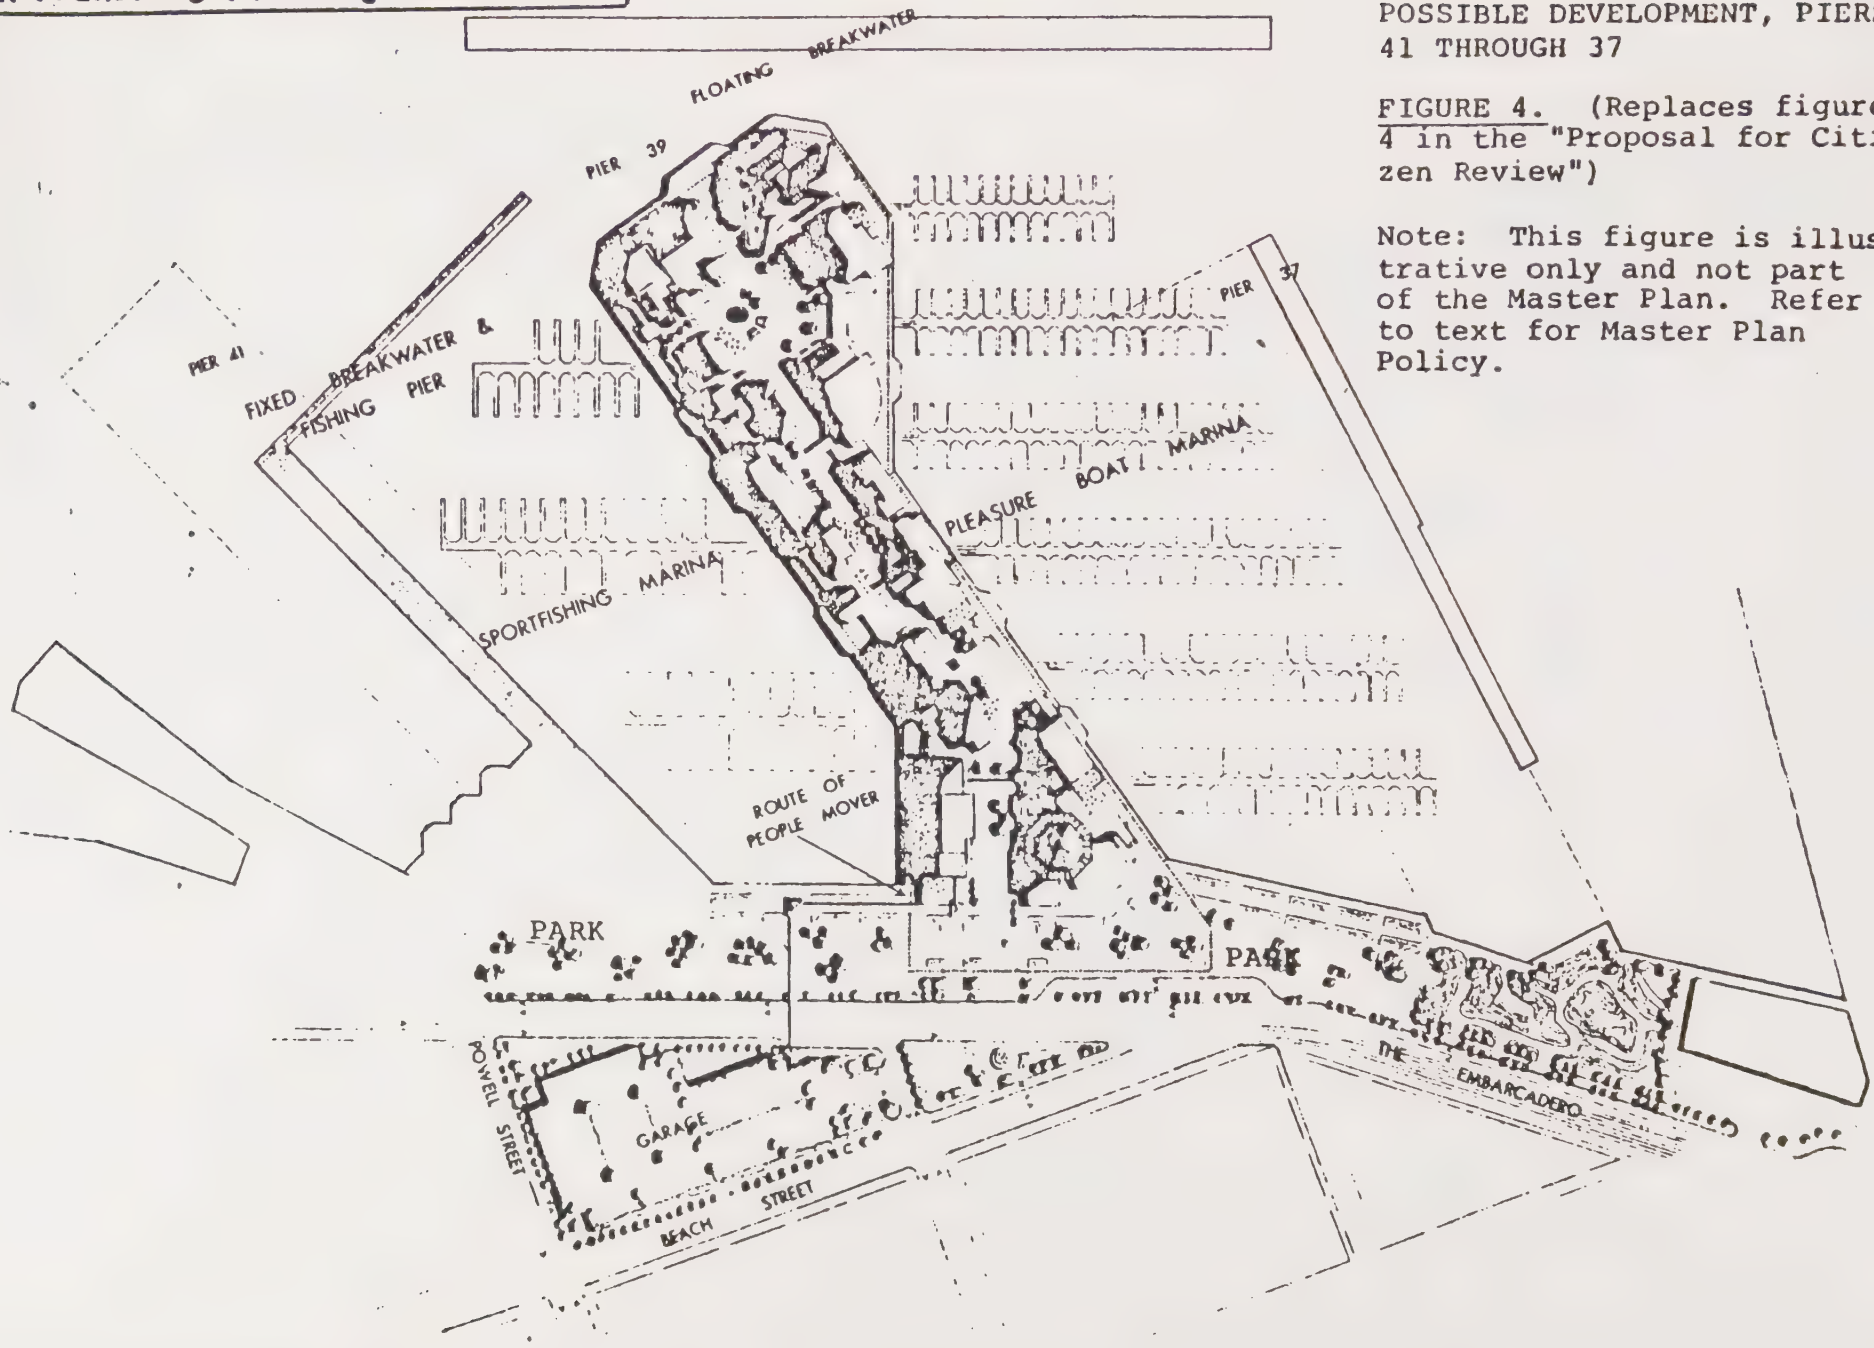 POSSIBLE DEVELOPMENT, PIER
41 THROUGH 37
FIGURE 4. (Replaces figure
4 in the "Proposal for Citi
zen Review")
Note: This figure is illus
trative only and not part
of the Master Plan. Refer
to text for Master Plan
Policy.
FLOATING BREAKWATER
PIER 39
PIER 37
PIER 41
FIXED BREAKWATER &
FISHING PIER
PLEASURE BOAT MARINA
SPORTFISHING MARINA
ROUTE OF
PEOPLE MOVER
PARK
PARK
POWELL STREET
GARAGE
BEACH STREET
THE EMBARCADERO